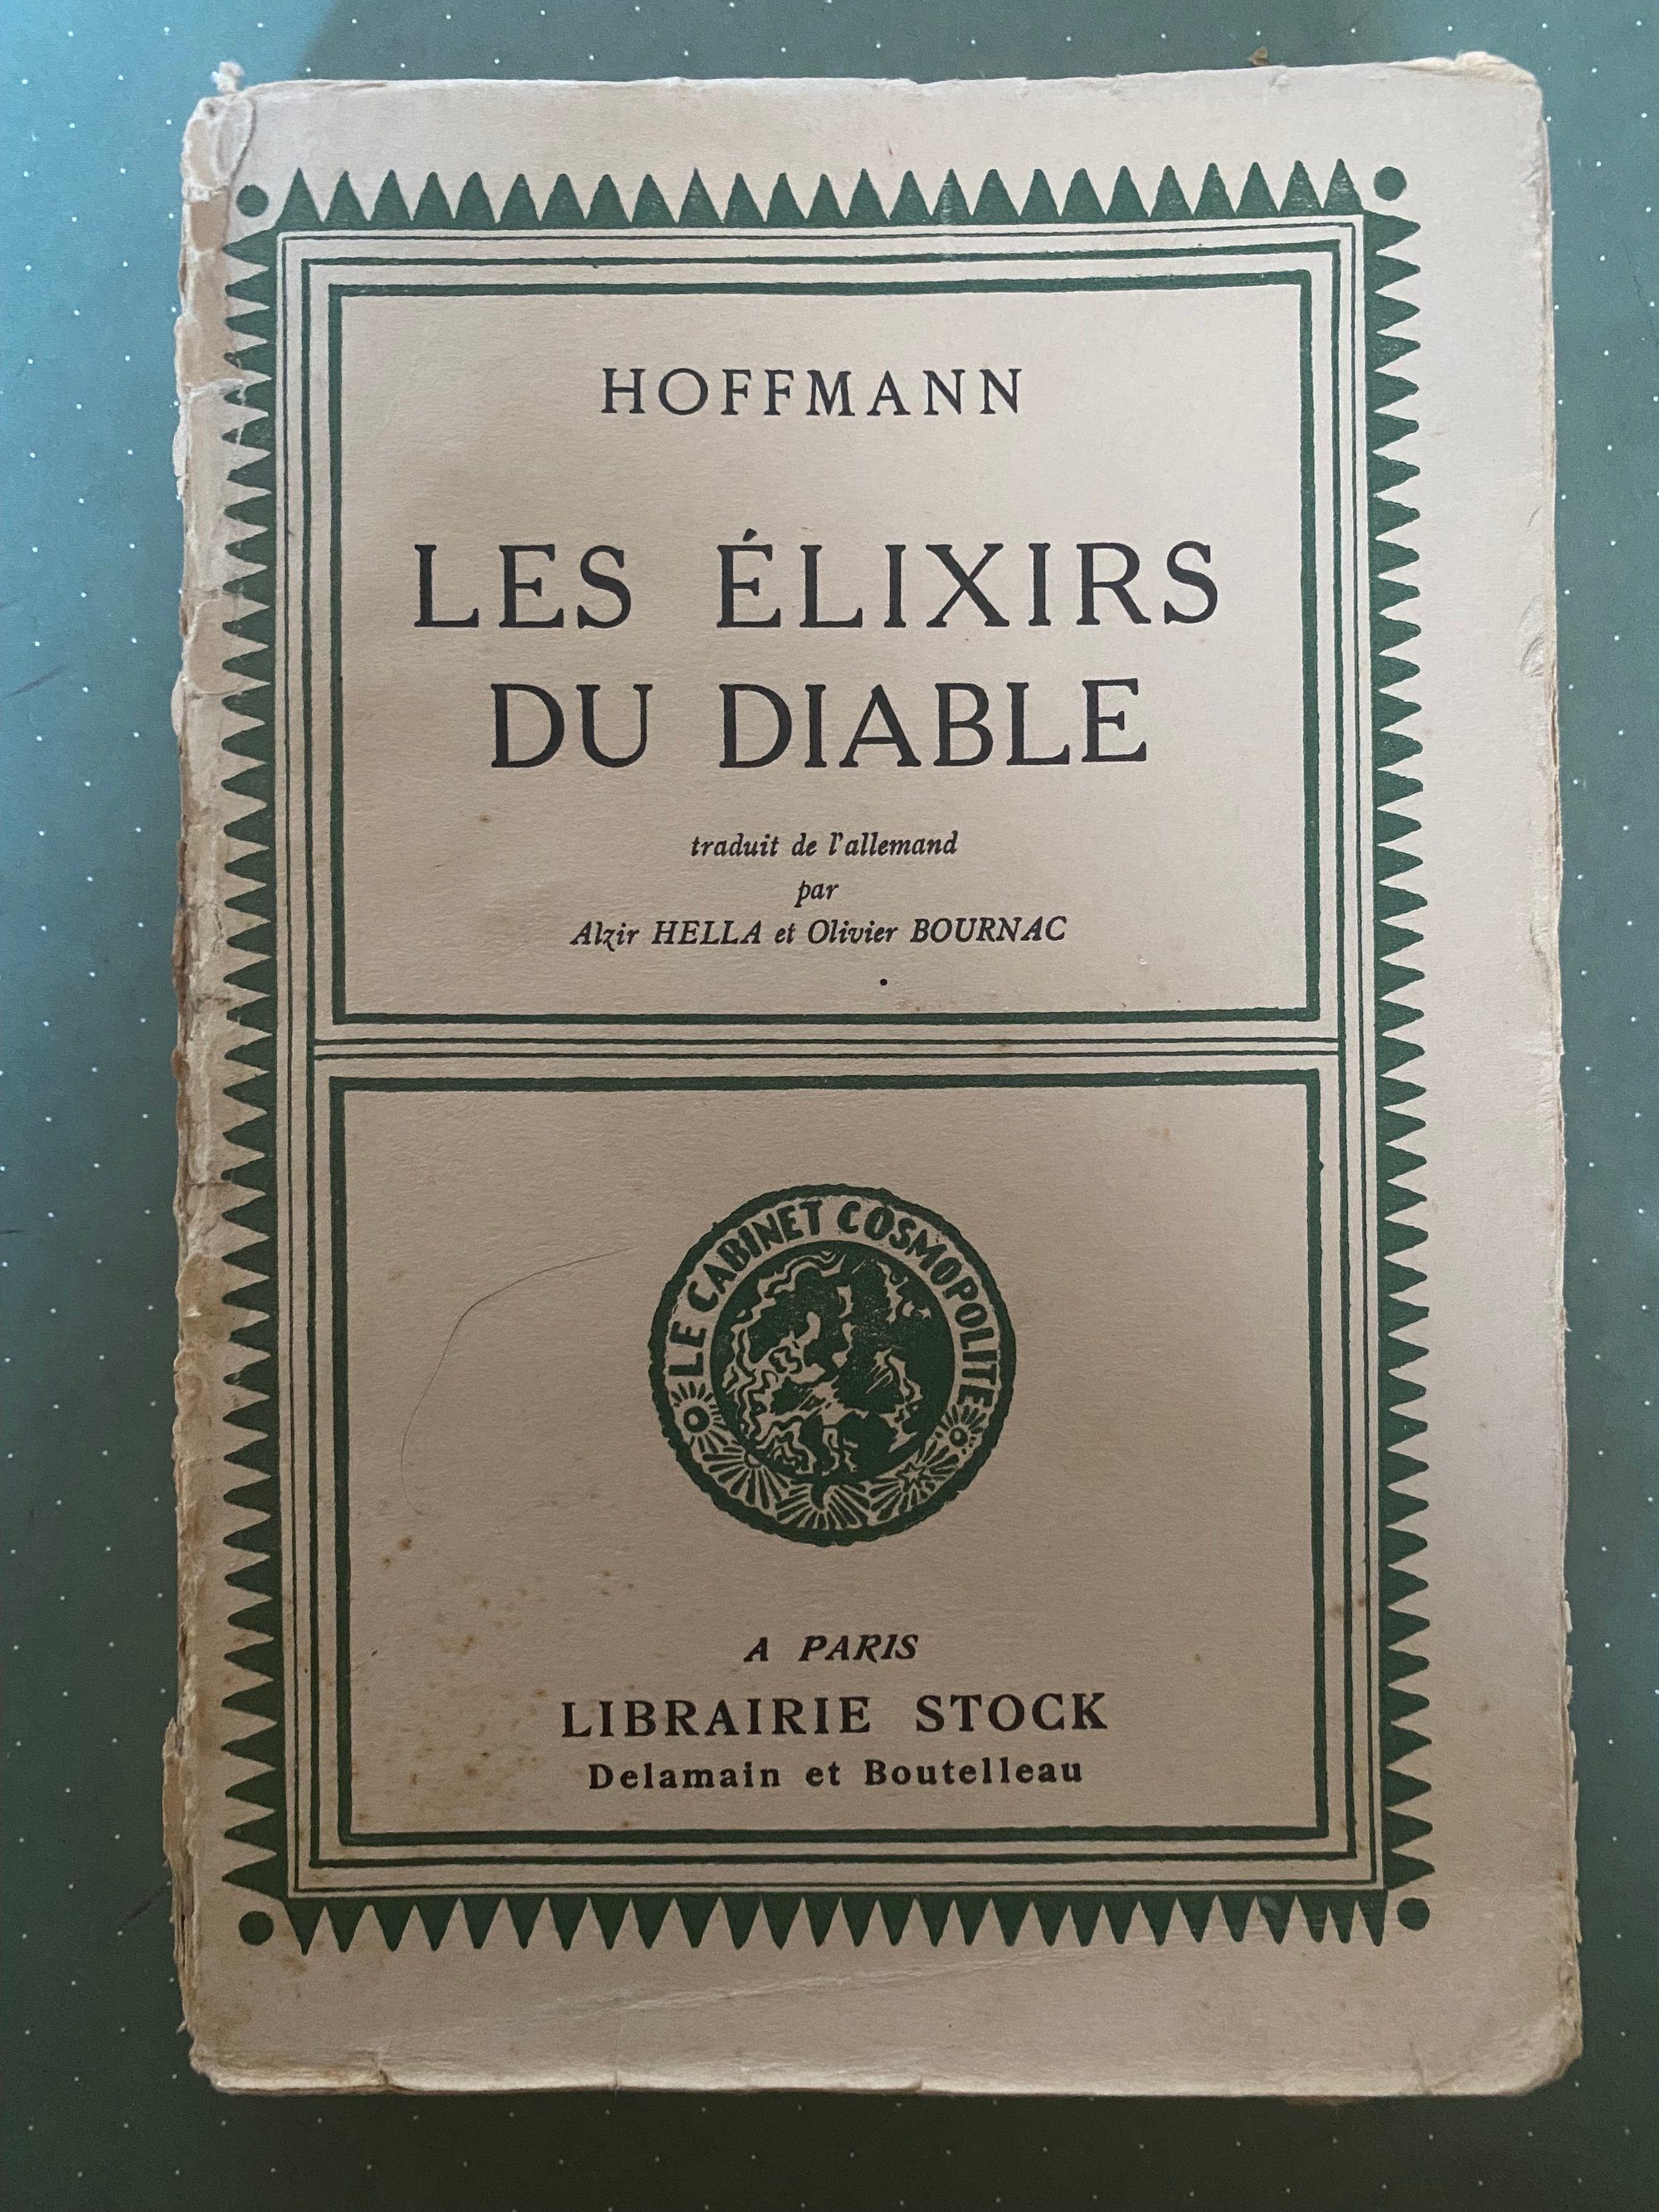 HOFFMANN
LES ÉLIXIRS
DU DIABLE
traduit de l'allemand
par
Alzir HELLA et Olivier BOURNAC
LE CABINET COSMOPOLITE
A PARIS
LIBRAIRIE STOCK
Delamain et Boutelleau